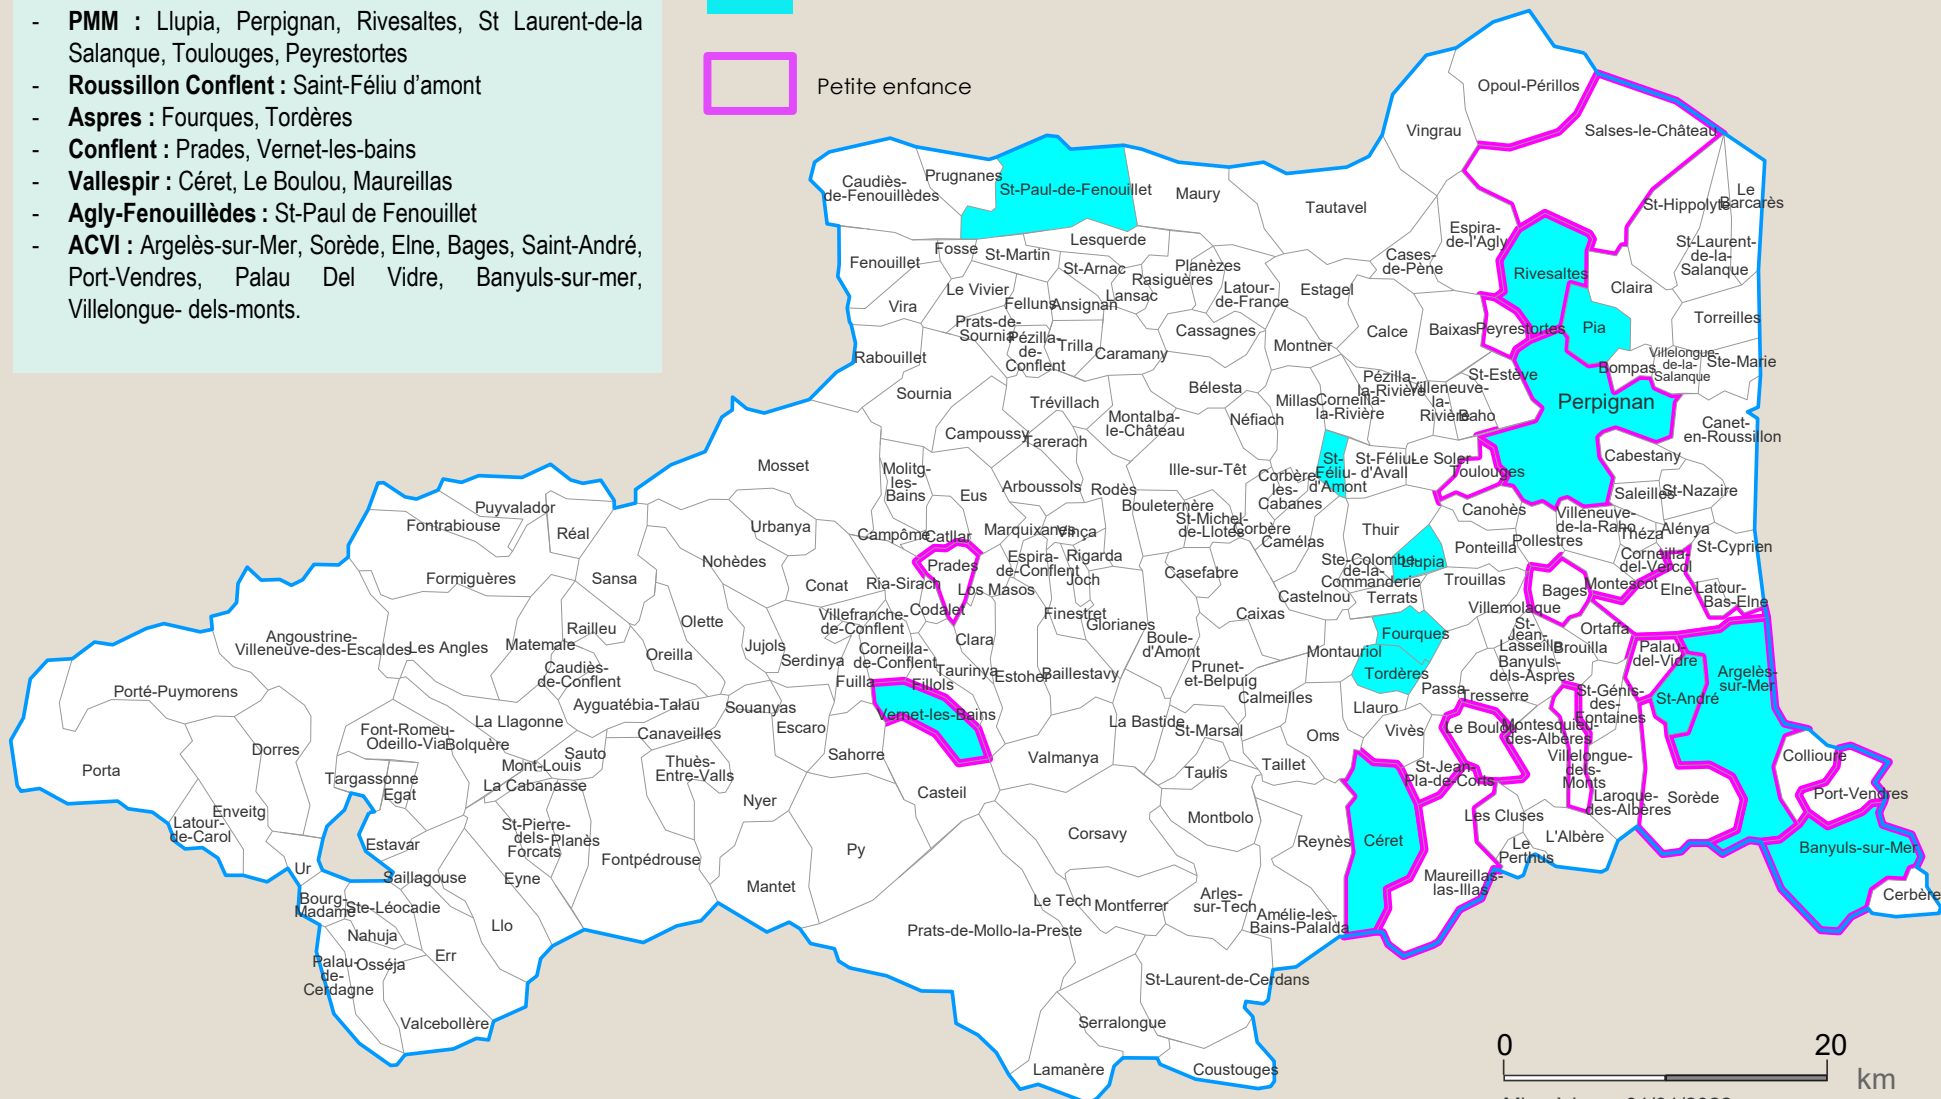 - PMM : Llupia, Perpignan, Rivesaltes, St Laurent-de-la
Salanque, Toulouges, Peyrestortes
- Roussillon Conflent : Saint-Féliu d'amont
- Aspres : Fourques, Tordères
- Conflent : Prades, Vernet-les-bains
- Vallespir : Céret, Le Boulou, Maureillas
- Agly-Fenouillèdes : St-Paul de Fenouillet
- ACVI : Argelès-sur-Mer, Sorède, Elne, Bages, Saint-André,
Port-Vendres, Palau Del Vidre, Banyuls-sur-mer,
Villelongue- dels-monts.
Petite enfance
Opoul-Périllos
Vingrau
Salses-le-Château
Caudiès-
de-Fenouillèdes
Prugnanes
St-Paul-de-Fenouillet
Maury
Tautavel
St-Hippolyte
Le
Barcarès
Espira-
de-l'Agly
Cases-
de-Pène
St-Laurent-
de-la-
Salanque
Fenouillet
Fosse
St-Martin
Lesquerde
St-Arnac
Rasiguères
Planèzes
Lansac
Latour-
de-France
Estagel
Rivesaltes
Claira
Vira
Le Vivier
Felluns
Ansignan
Prats-de-
Sournia
Pézilla-
de-
Conflent
Trilla
Caramany
Cassagnes
Montner
Calce
Baixas
Peyrestortes
Pia
Torreilles
Rabouillet
Sournia
Trévillach
Bélesta
Montalba-
le-Château
Néfiach
Millas
Corneilla-
la-Rivière
Pézilla-
la-Rivière
Villeneuve-
la-
Rivière
Baho
St-Estève
Bompas
Villelongue-
de-la-
Salanque
Ste-Marie
Perpignan
Canet-
en-Roussillon
Campoussy
Tarerach
Mosset
Molitg-
les-
Bains
Eus
Arboussols
Rodès
Ille-sur-Têt
Bouleternère
Corbère-
les-
Cabanes
St-
Féliu-
d'Amont
St-Féliu-
d'Avall
Le Soler
Toulouges
Cabestany
Saleilles
St-Nazaire
Puyvalador
Fontrabiouse
Réal
Urbanya
Campôme
Catllar
Marquixanes
Vinça
Rigarda
St-Michel-
de-Llotes
Corbère
Camélas
Thuir
Canohès
Villeneuve-
de-la-Raho
Pollestres
Théza
Alénya
St-Cyprien
Corneilla-
del-Vercol
Ponteilla
Llupia
Ste-Colombe-
de-la-
Commanderie
Terrats
Trouillas
Nohèdes
Conat
Ria-Sirach
Prades
Los Masos
Espira-
de-Conflent
Joch
Finestret
Glorianes
Casefabre
Caixas
Castelnou
Bages
Montescot
Elne
Latour-
Bas-Elne
Formiguères
Sansa
Villefranche-
de-Conflent
Codalet
Clara
Villemolaque
St-
Jean-
Lasseille
Brouilla
Ortaffa
Angoustrine-
Villeneuve-des-Escaldes
Les Angles
Matemale
Railleu
Olette
Oreilla
Jujols
Serdinya
Corneilla-
de-Conflent
Taurinya
Estoher
Baillestavy
Boule-
d'Amont
Prunet-
et-Belpuig
Montauriol
Fourques
Tordères
Passa
Banyuls-
dels-Aspres
Tresserre
Palau-
del-Vidre
Argelès-
sur-Mer
St-André
St-Génis-
des-
Fontaines
Porté-Puymorens
Caudiès-
de-Conflent
Ayguatébia-Talau
Souanyas
Fuilla
Fillols
Vernet-les-Bains
Calmeilles
Llauro
Vivès
Le Boulou
Montesquieu-
des-Albères
Villelongue-
dels-
Monts
Laroque-
des-Albères
Sorède
Collioure
Port-Vendres
Font-Romeu-
Odeillo-Via
La Llagonne
Bolquère
Mont-Louis
Sauto
La Cabanasse
Canaveilles
Thuès-
Entre-Valls
Escaro
Sahorre
Valmanya
La Bastide
St-Marsal
Oms
Taillet
Taulis
St-Jean-
Pla-de-Corts
Les Cluses
L'Albère
Le
Perthus
Porta
Dorres
Targassonne
Egat
Enveitg
Latour-
de-Carol
Ur
Estavar
St-Pierre-
dels-
Forcats
Planès
Fontpédrouse
Nyer
Casteil
Py
Mantet
Corsavy
Montbolo
Reynès
Céret
Maureillas-
las-Illas
Banyuls-sur-Mer
Cerbère
Saillagouse
Eyne
Bourg-
Madame
Ste-Léocadie
Nahuja
Llo
Err
Palau-
de-
Cerdagne
Osséja
Valcebollère
Prats-de-Mollo-la-Preste
Le Tech
Montferrer
Arles-
sur-Tech
Amélie-les-
Bains-Palalda
St-Laurent-de-Cerdans
Serralongue
Lamanère
Coustouges
0 20
km